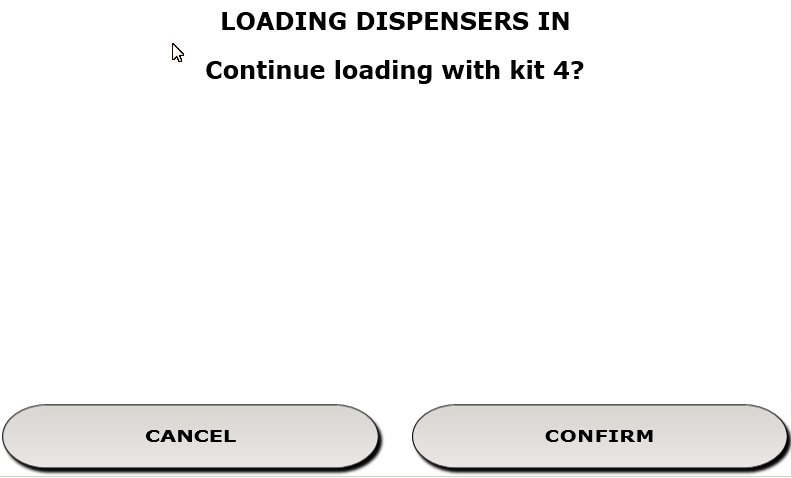 LOADING DISPENSERS IN
Continue loading with kit 4?
CANCEL
CONFIRM